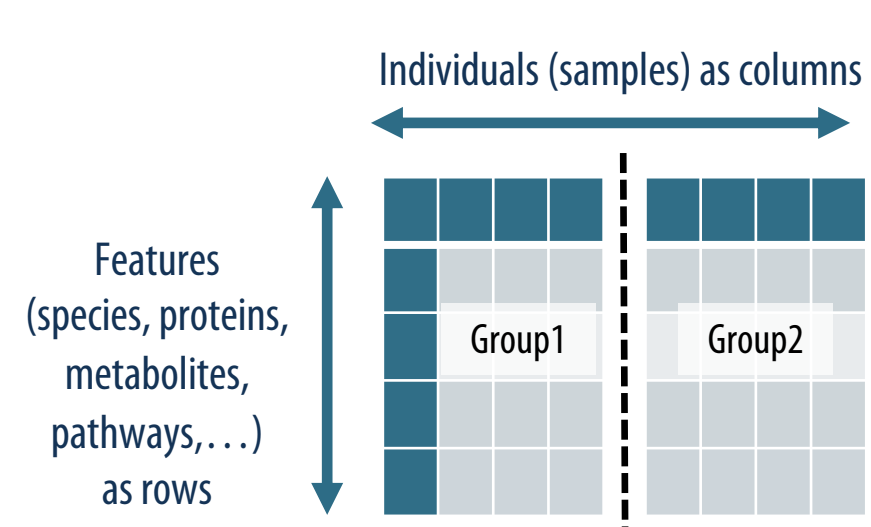 Individuals (samples) as columns
Features
(species, proteins,
metabolites,
pathways,...)
as rows
Group1
Group2